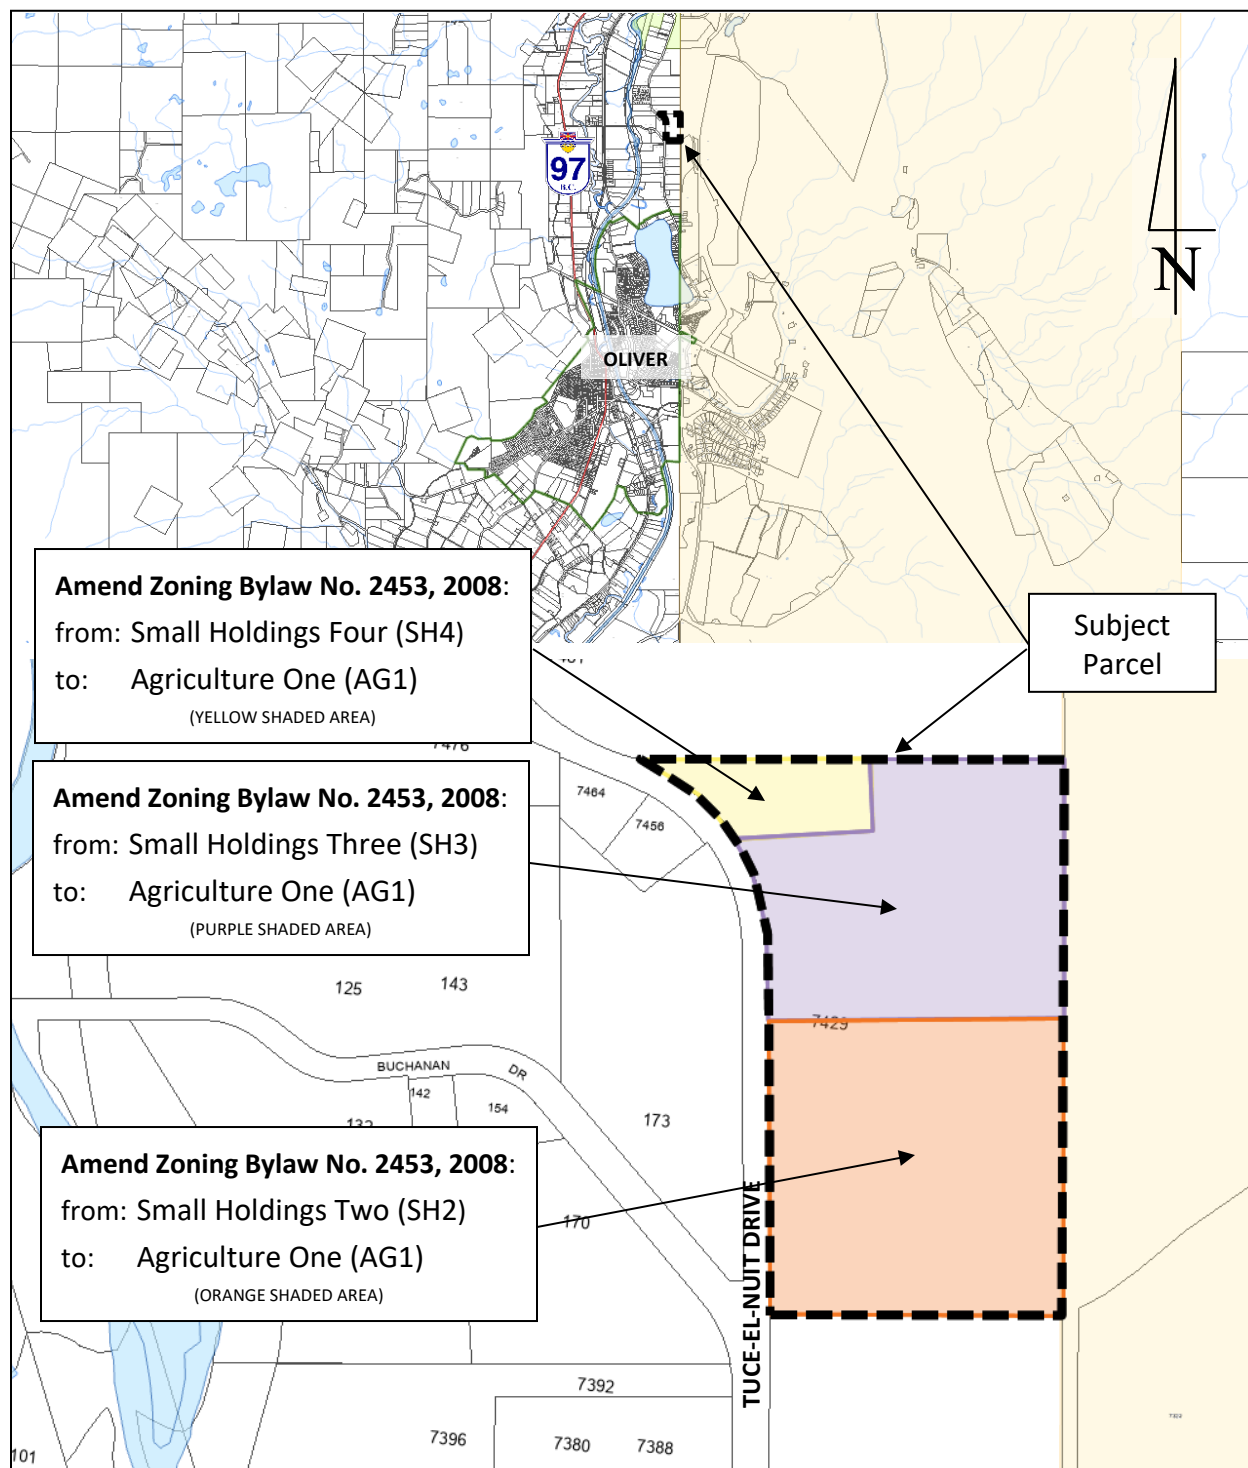 97
B.C.
N
OLIVER
Amend Zoning Bylaw No. 2453, 2008:
from: Small Holdings Four (SH4)
to: Agriculture One (AG1)
(YELLOW SHADED AREA)
Subject
Parcel
7476
Amend Zoning Bylaw No. 2453, 2008:
from: Small Holdings Three (SH3)
to: Agriculture One (AG1)
(PURPLE SHADED AREA)
7464
7456
125
143
7429
BUCHANAN
DR
142
154
132
173
Amend Zoning Bylaw No. 2453, 2008:
from: Small Holdings Two (SH2)
to: Agriculture One (AG1)
(ORANGE SHADED AREA)
170
TUCE-EL-NUIT DRIVE
7392
7396
7380
7388
101